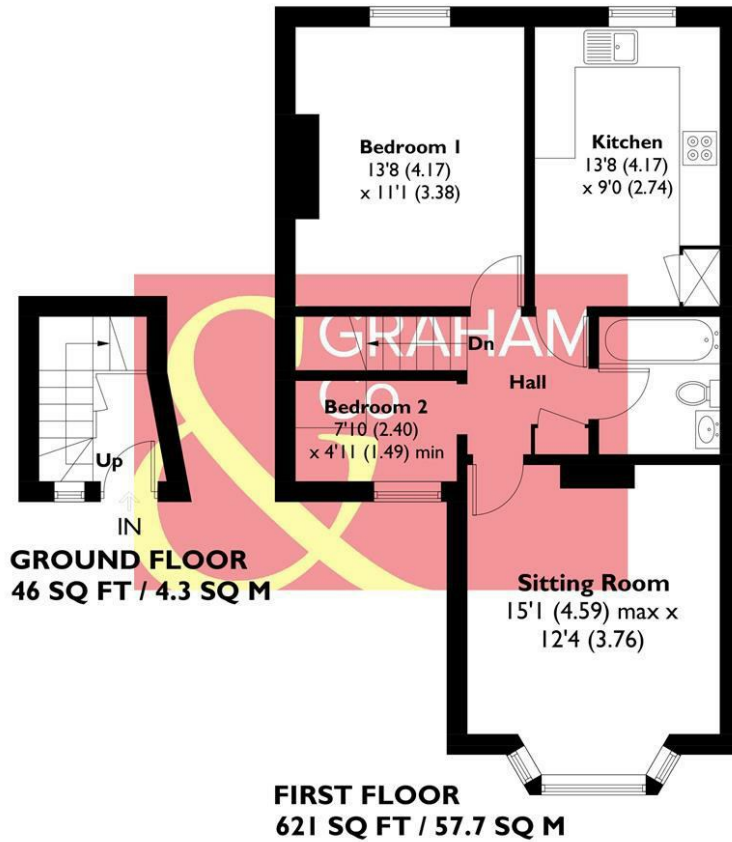 Bedroom 1
13'8 (4.17)
x 11'1 (3.38)
Kitchen
13'8 (4.17)
x 9'0 (2.74)
GRAHAM
&
Co
Dn
Hall
Bedroom 2
7'10 (2.40)
x 4'11 (1.49) min
Up
IN
GROUND FLOOR
46 SQ FT / 4.3 SQ M
Sitting Room
15'1 (4.59) max x
12'4 (3.76)
FIRST FLOOR
621 SQ FT / 57.7 SQ M